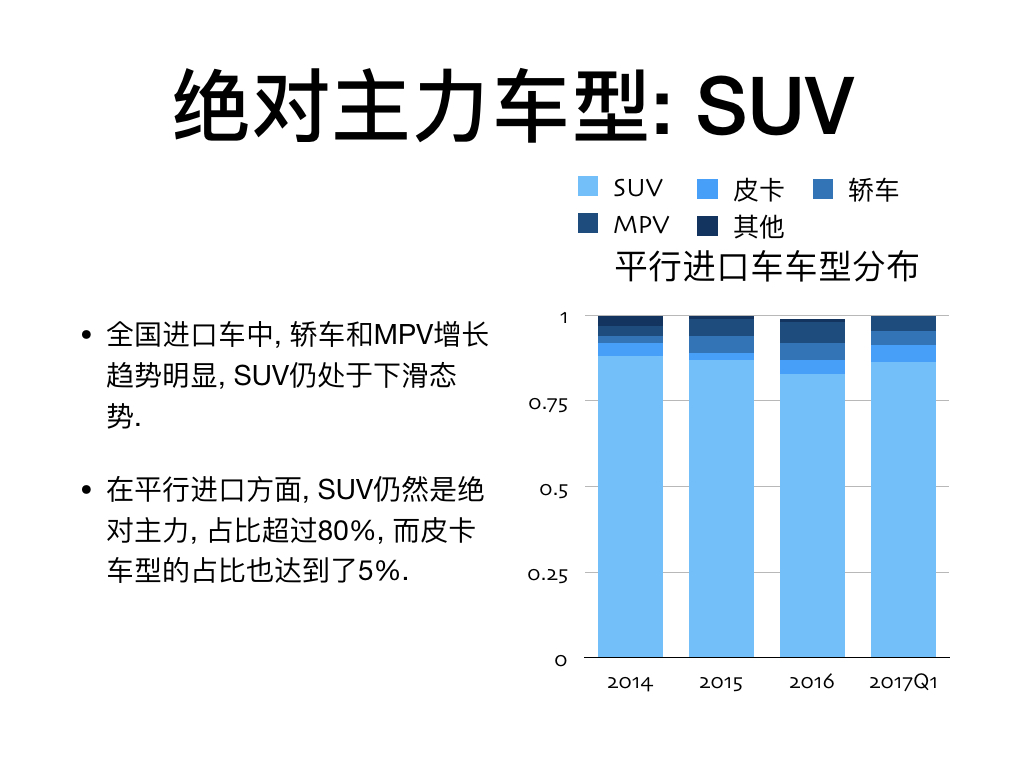 绝对主力车型: SUV
SUV 皮卡 轿车
MPV 其他
平行进口车车型分布
• 全国进口车中, 轿车和MPV增长
趋势明显, SUV仍处于下滑态
势.
• 在平行进口方面, SUV仍然是绝
对主力, 占比超过80%, 而皮卡
车型的占比也达到了5%.
1
0.75
0.5
0.25
0
2014 2015 2016 2017Q1